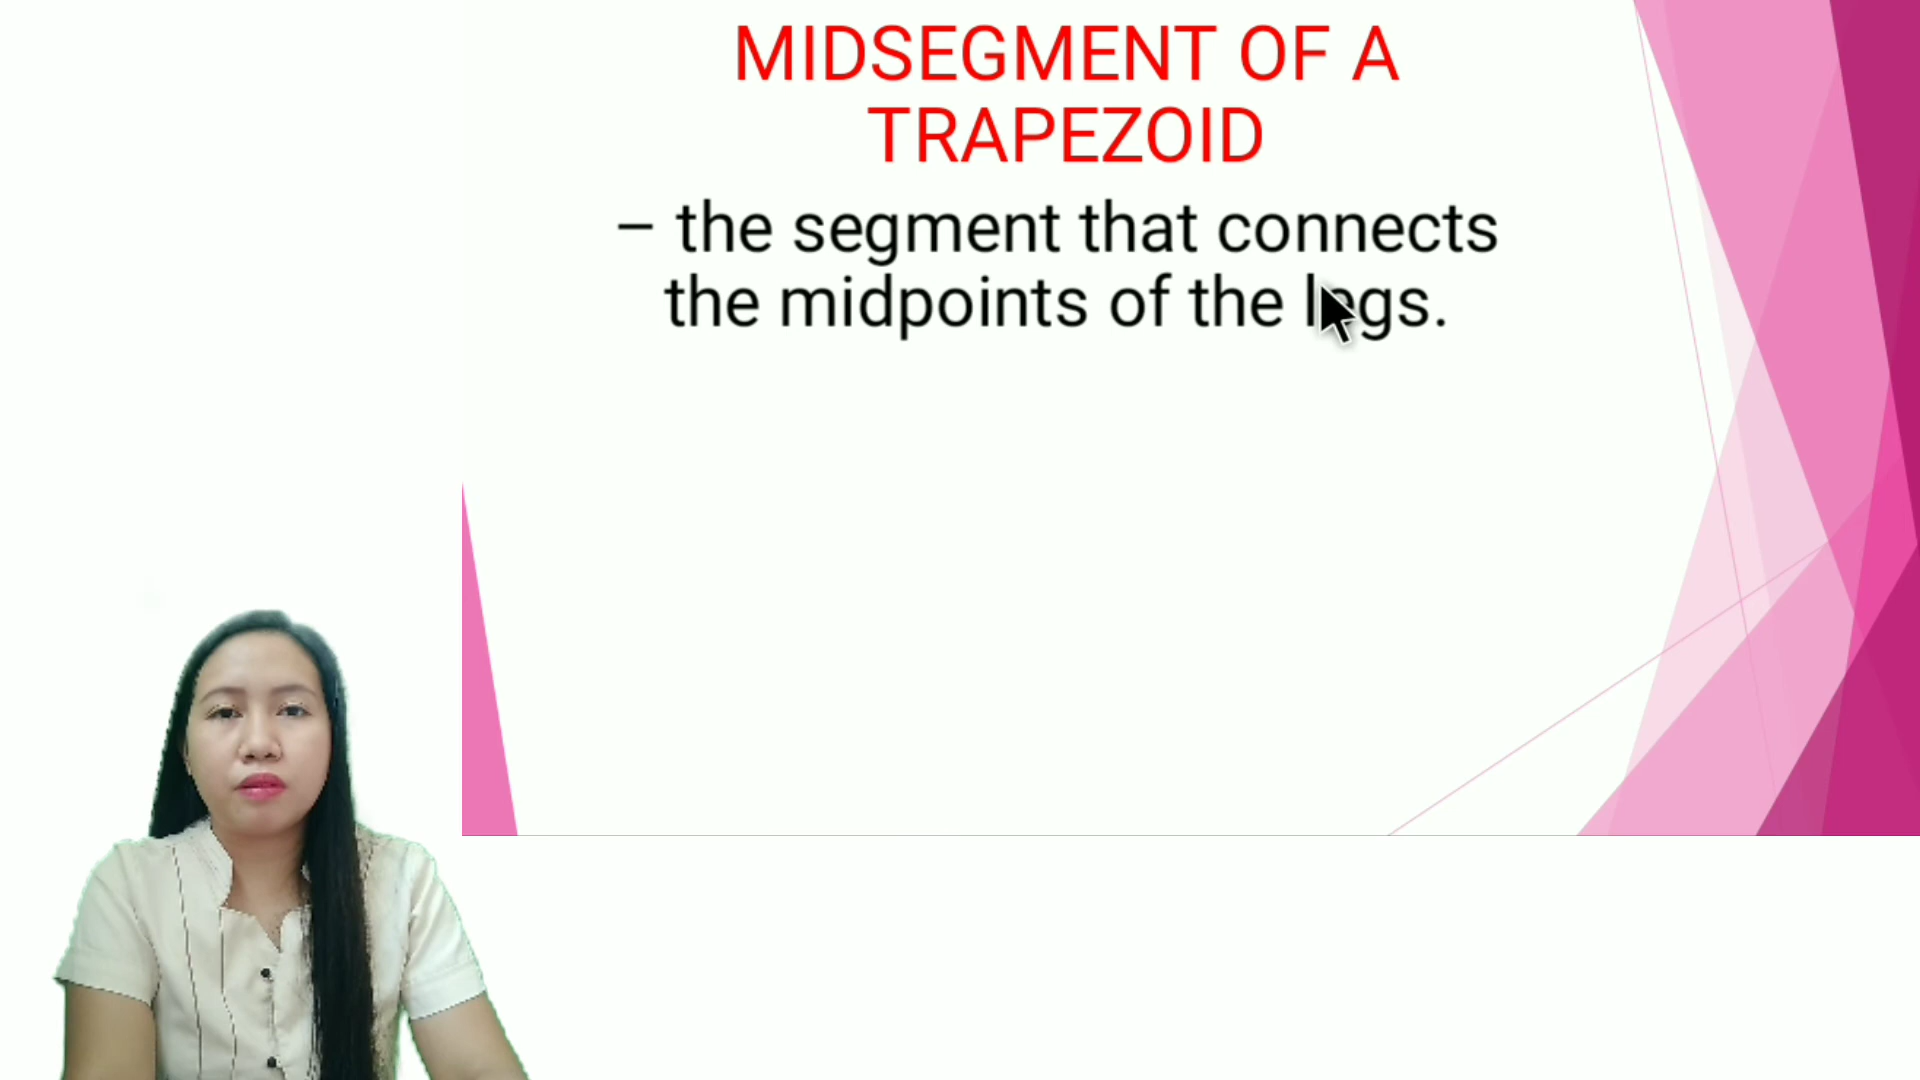 MIDSEGMENT OF A
TRAPEZOID
– the segment that connects
the midpoints of the legs.